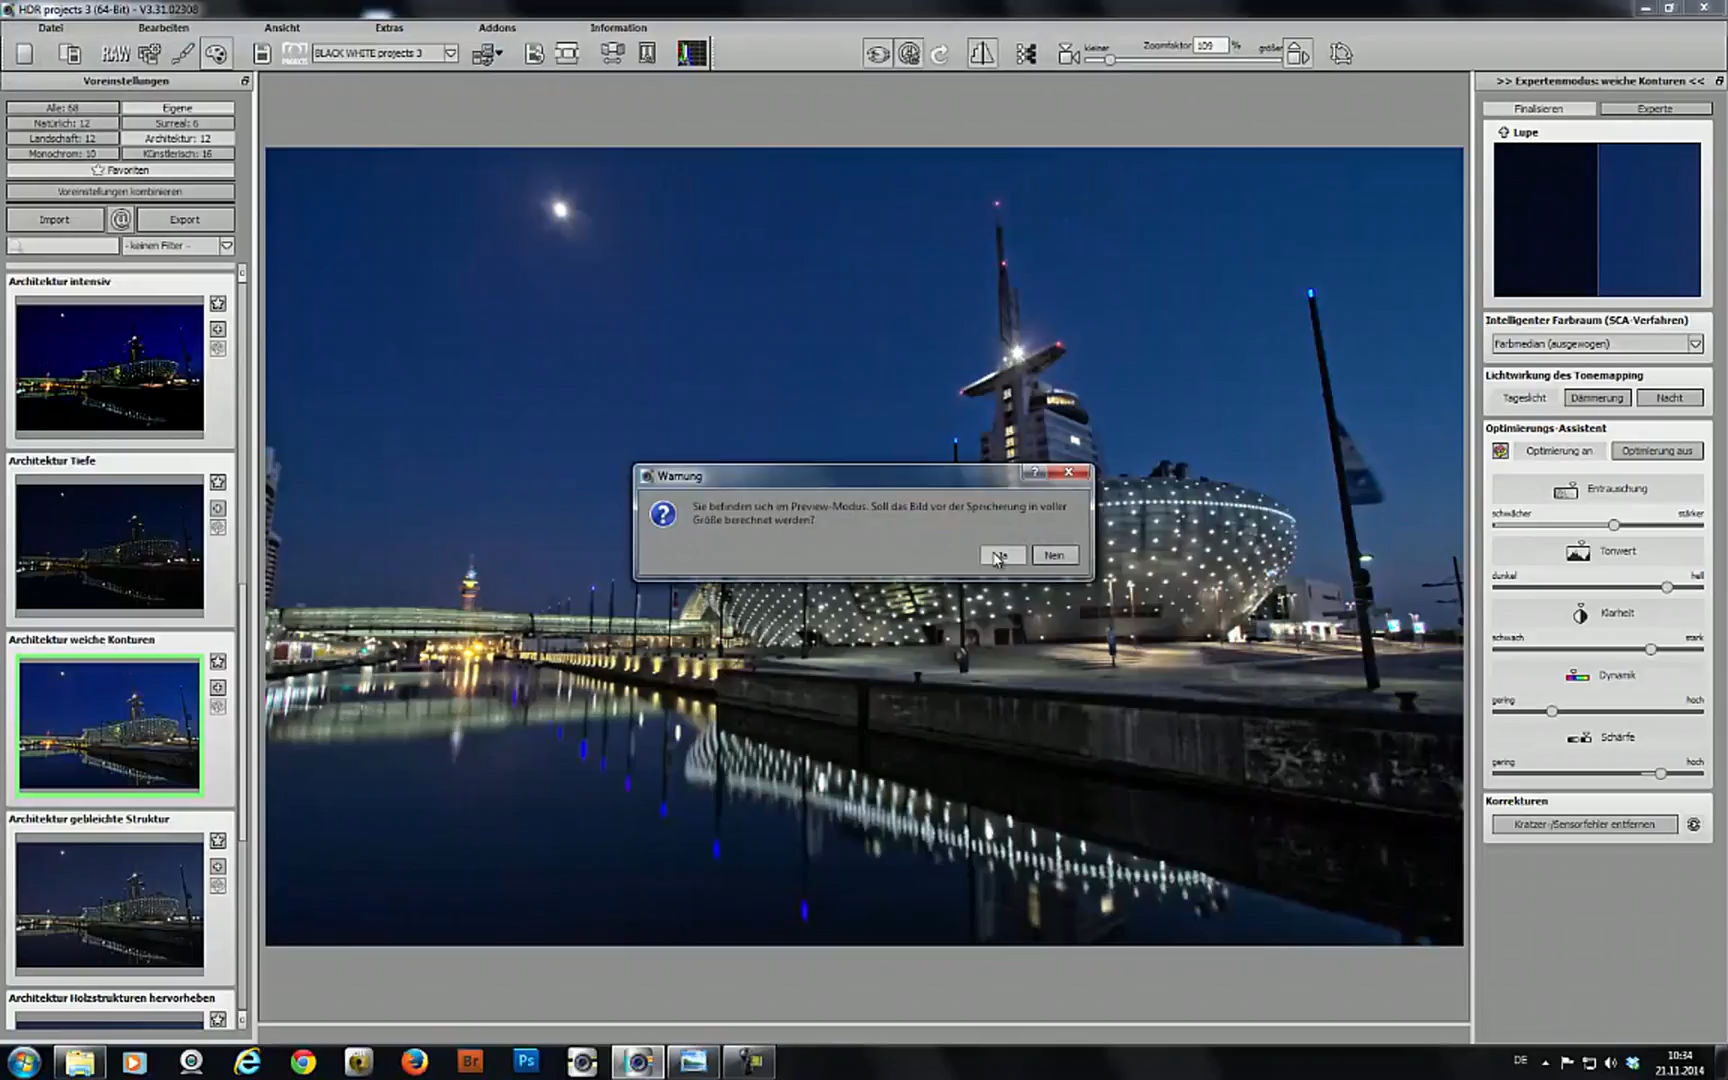 HDR projects 3 (64-Bit) - V3.31.02308
Datei
Bearbeiten
Ansicht
Extras
Addons
Information
RAW
PROJECTS
BLACK WHITE projects 3
kleiner
Zoomfaktor 109 %
größer
Voreinstellungen
Alle: 68
Eigene
Natürlich: 12
Surreal: 6
Landschaft: 12
Architektur: 12
Monochrom: 10
Künstlerisch: 16
Favoriten
Voreinstellungen kombinieren
Import
@
Export
- keinen Filter -
Architektur intensiv
Architektur Tiefe
Architektur weiche Konturen
Architektur gebleichte Struktur
Architektur Holzstrukturen hervorheben
Warnung
Sie befinden sich im Preview-Modus. Soll das Bild vor der Speicherung in voller
Größe berechnet werden?
Nein
>> Expertenmodus: weiche Konturen <<
Finalisieren
Experte
Lupe
Intelligenter Farbraum (SCA-Verfahren)
Farbmedian (ausgewogen)
Lichtwirkung des Tonemapping
Tageslicht
Dämmerung
Nacht
Optimierungs-Assistent
Optimierung an
Optimierung aus
Entrauschung
schwächer
stärker
Tonwert
dunkel
hell
Klarheit
schwach
stark
Dynamik
gering
hoch
Schärfe
gering
hoch
Korrekturen
Kratzer-/Sensorfehler entfernen
Br
Ps
DE
10:34
21.11.2014